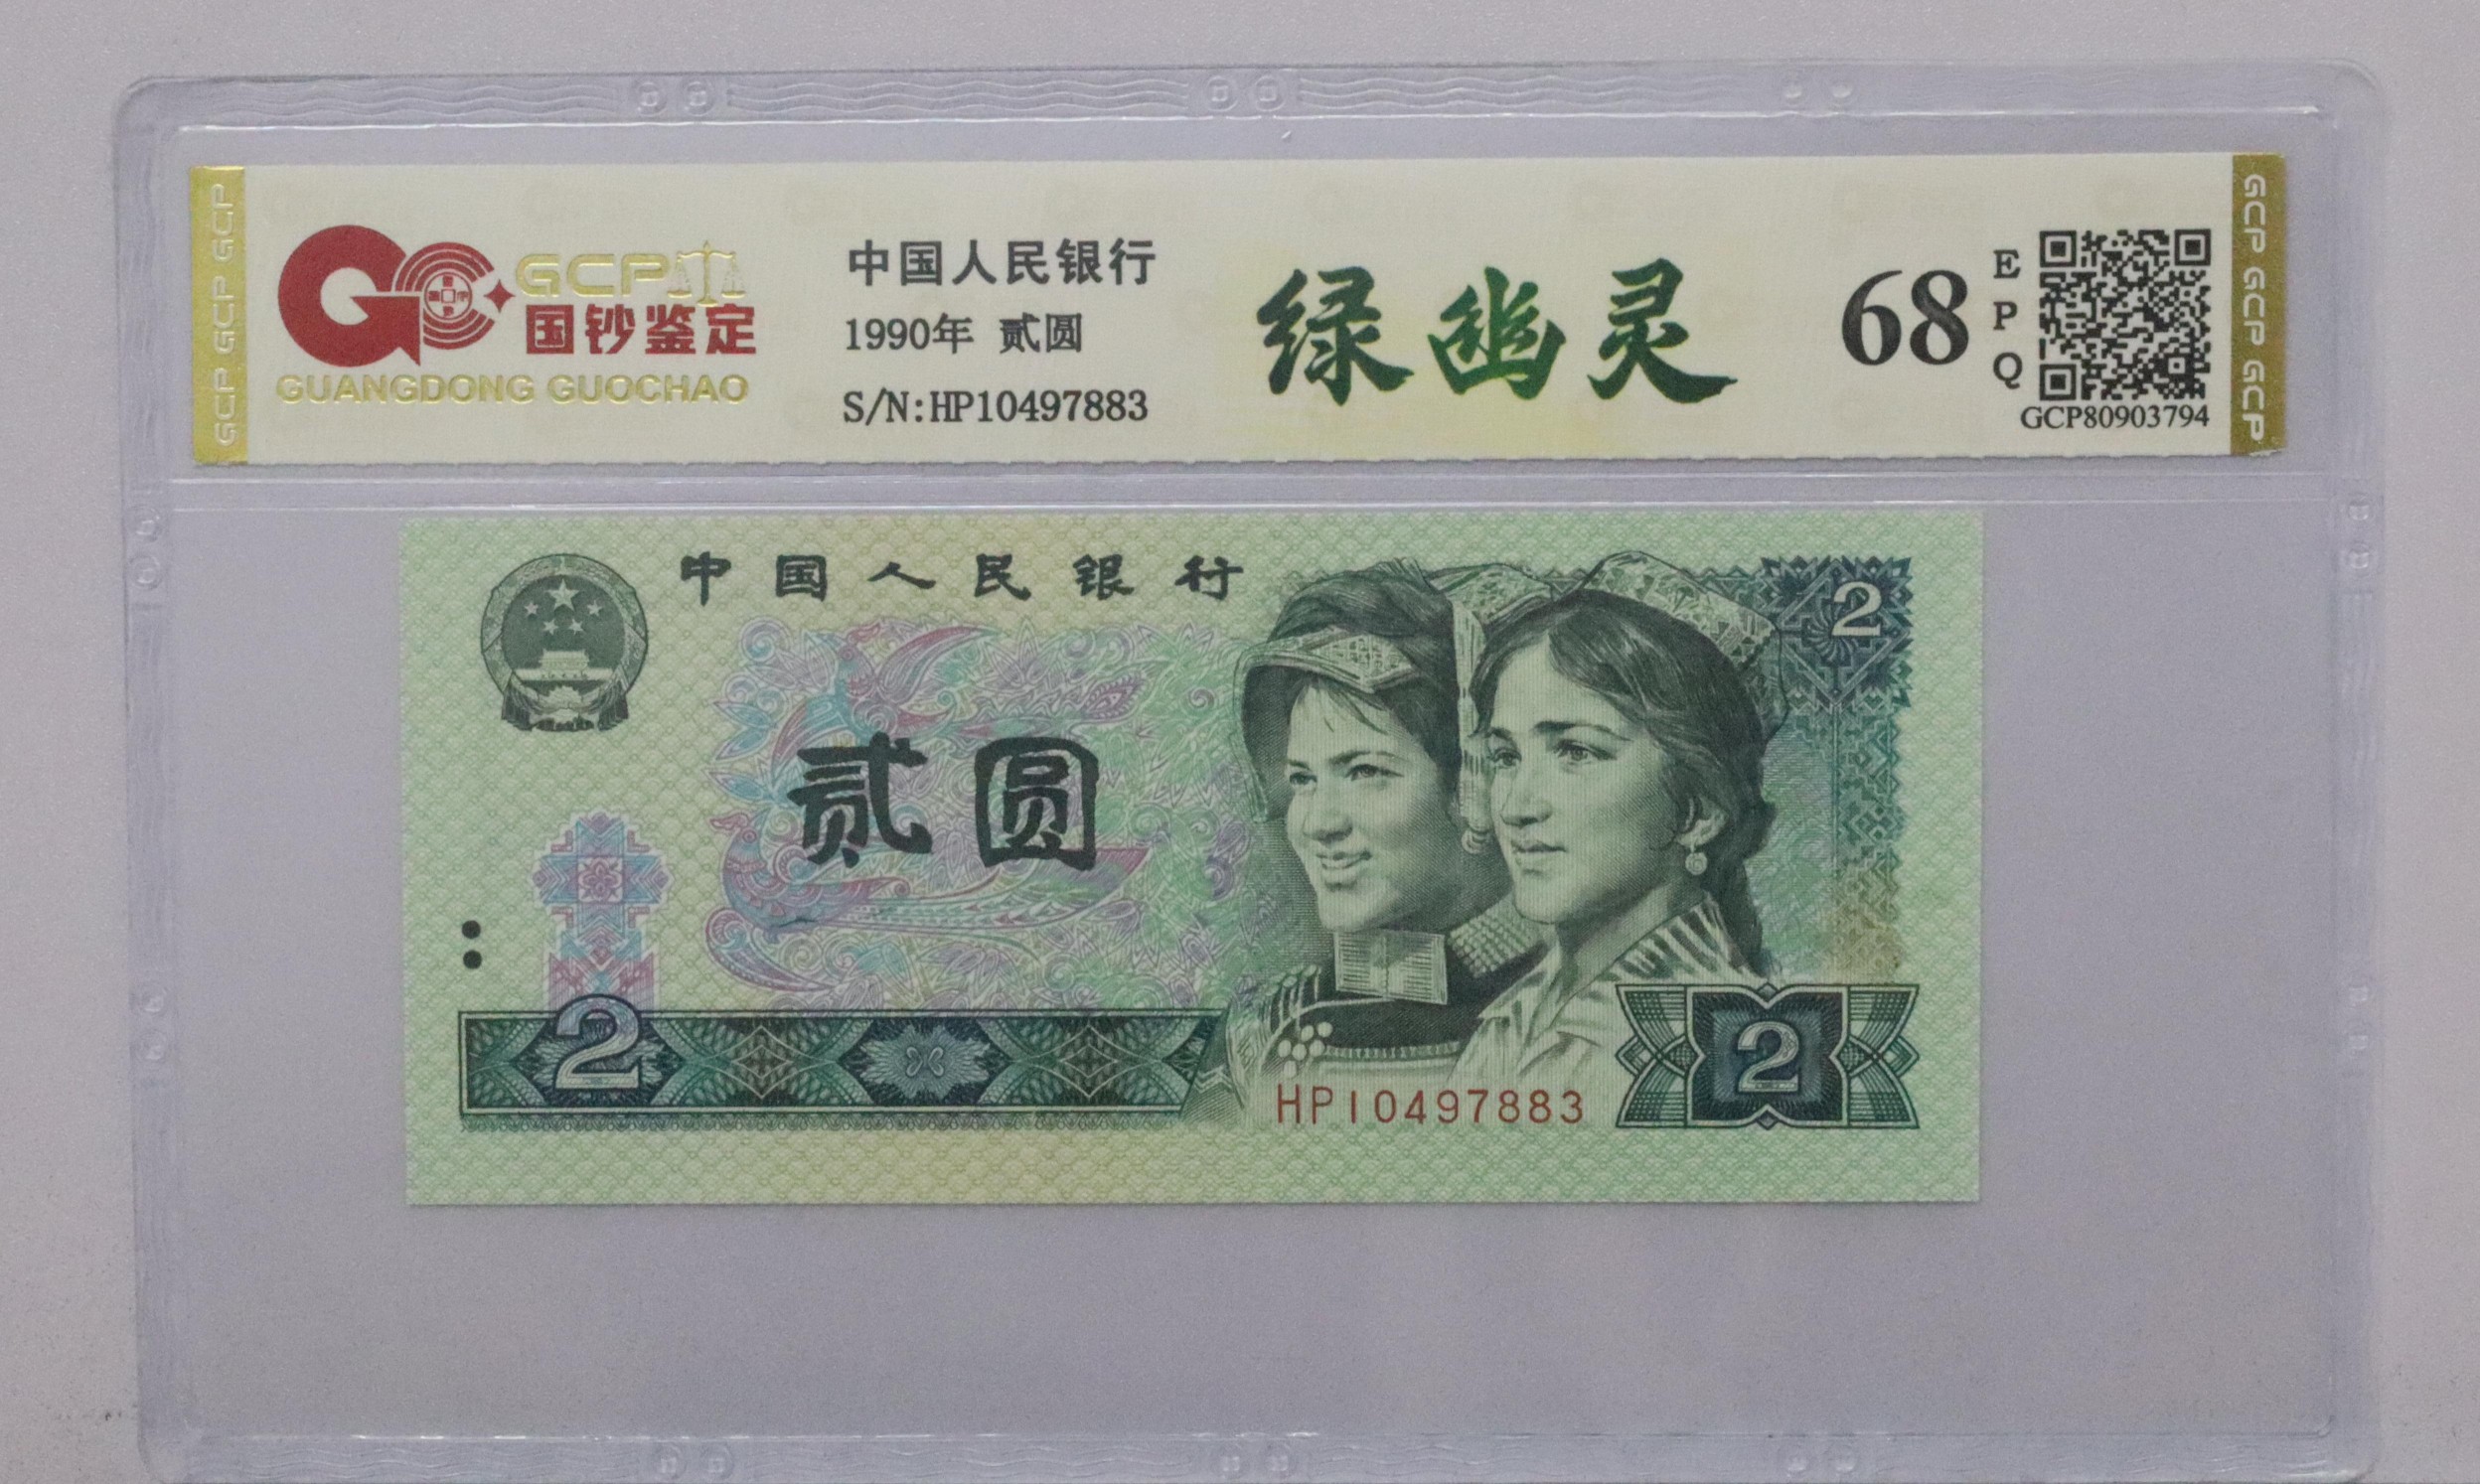 GCP GCP GCP
GCP
国钞鉴定
GUANGDONG GUOCHAO
中国人民银行
1990年 贰圆
S/N:HP10497883
绿幽灵
68
EPQ
GCP80903794
GCP GCP GCP
中国人民银行
2
贰圆
2
2
HP10497883